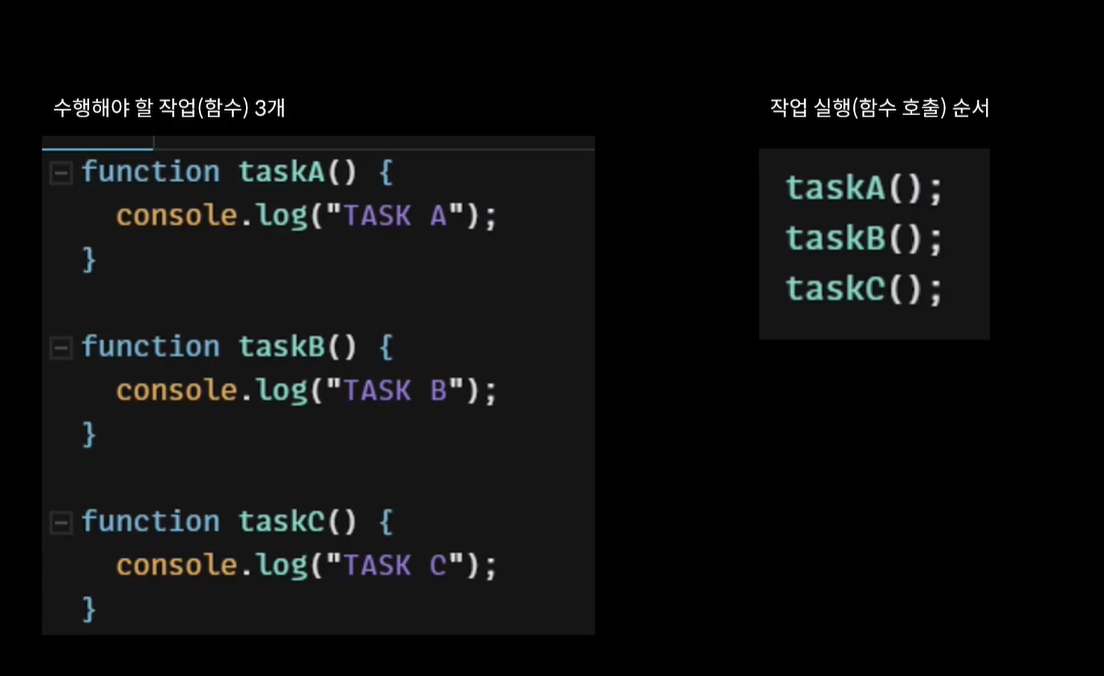 수행해야 할 작업(함수) 3개
function taskA() {
  console.log("TASK A");
}
function taskB() {
  console.log("TASK B");
}
function taskC() {
  console.log("TASK C");
}
작업 실행(함수 호출) 순서
taskA();
taskB();
taskC();